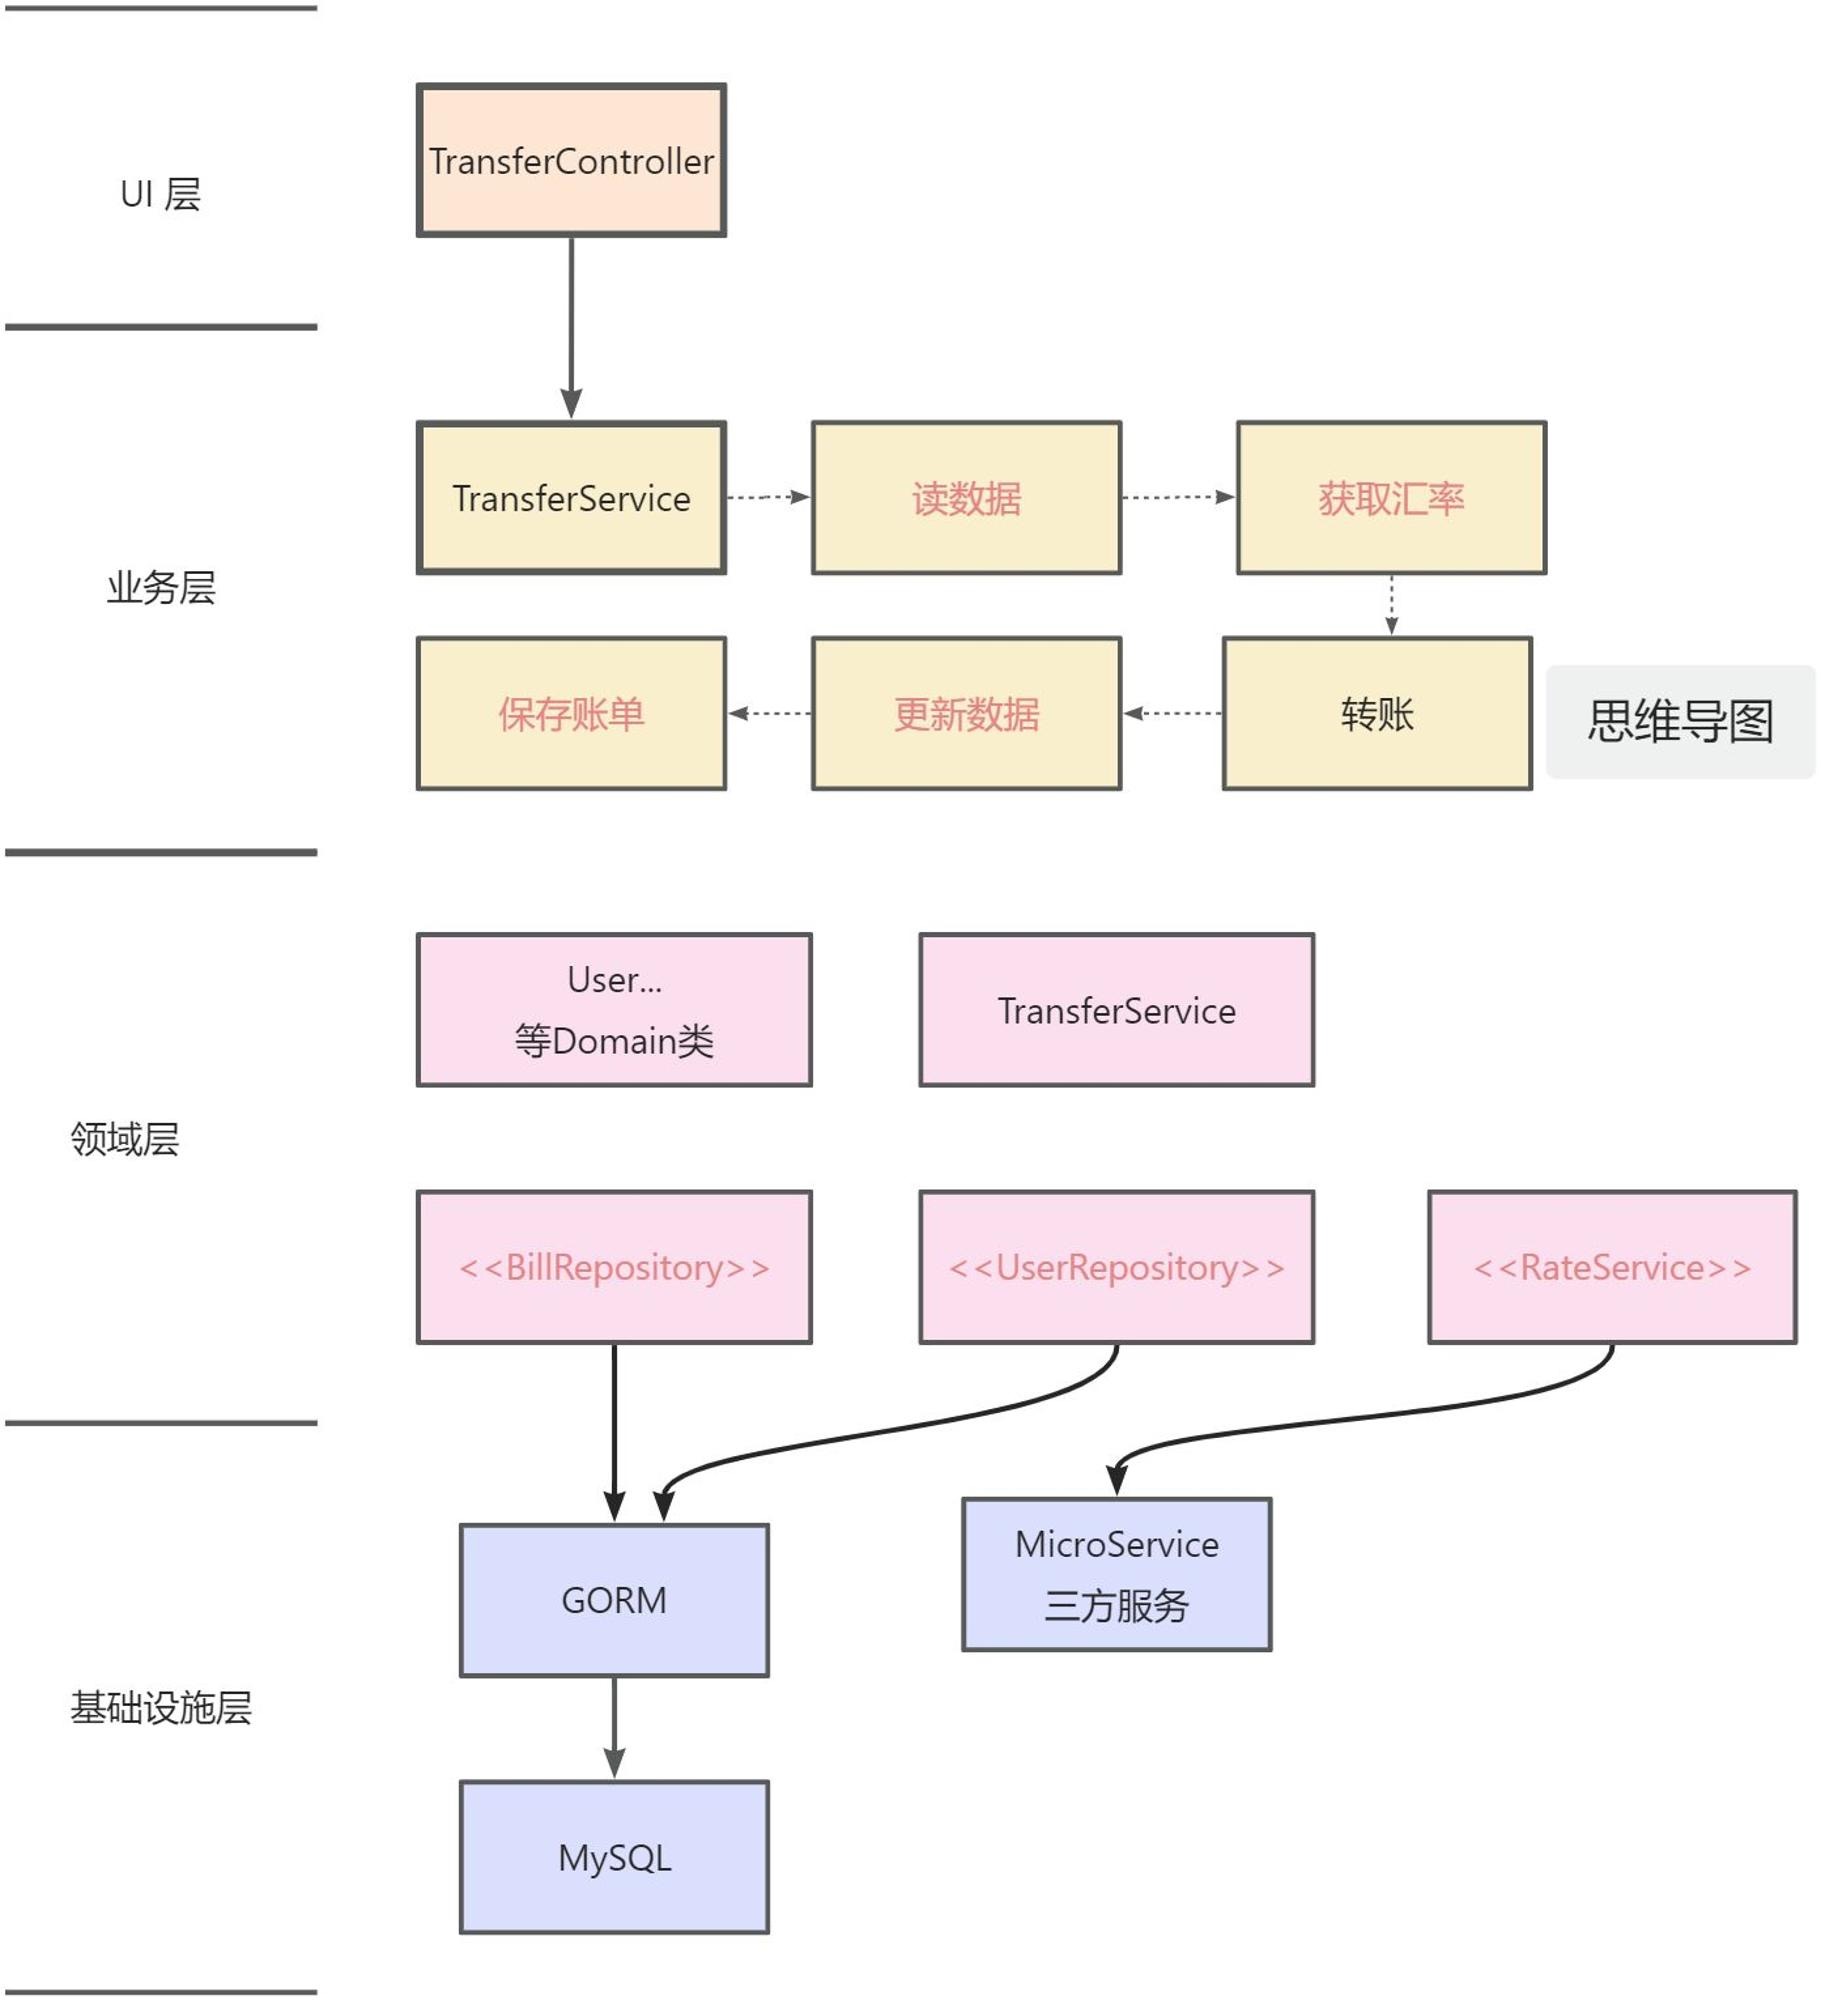 UI 层
TransferController
业务层
TransferService
读数据
获取汇率
保存账单
更新数据
转账
思维导图
领域层
User...
等Domain类
TransferService
<<BillRepository>>
<<UserRepository>>
<<RateService>>
基础设施层
GORM
MicroService
三方服务
MySQL